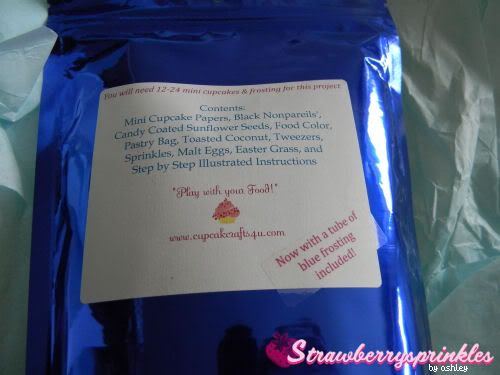 You will need 12-24 mini cupcakes & frosting for this project
Contents:
Mini Cupcake Papers, Black Nonpareils',
Candy Coated Sunflower Seeds, Food Color,
Pastry Bag, Toasted Coconut, Tweezers,
Sprinkles, Malt Eggs, Easter Grass, and
Step by Step Illustrated Instructions
"Play with your Food!"
www.cupcakecrafts4u.com
Now with a tube of
blue frosting
included!
Strawberrysprinkles
by ashley